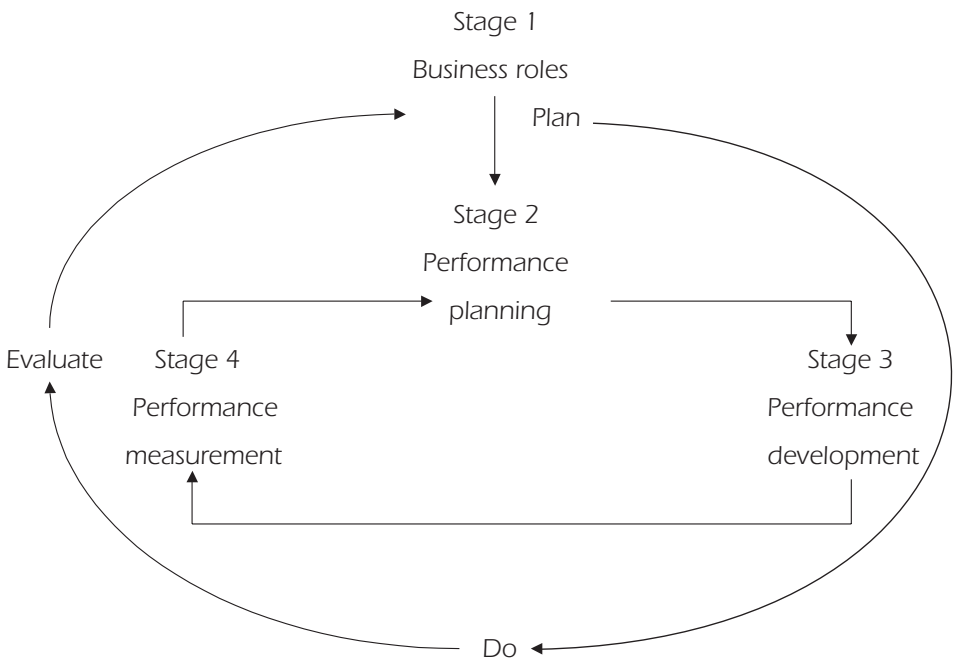 Stage 1
Business roles
Plan
Stage 2
Performance
planning
Evaluate
Stage 4
Performance
measurement
Stage 3
Performance
development
Do